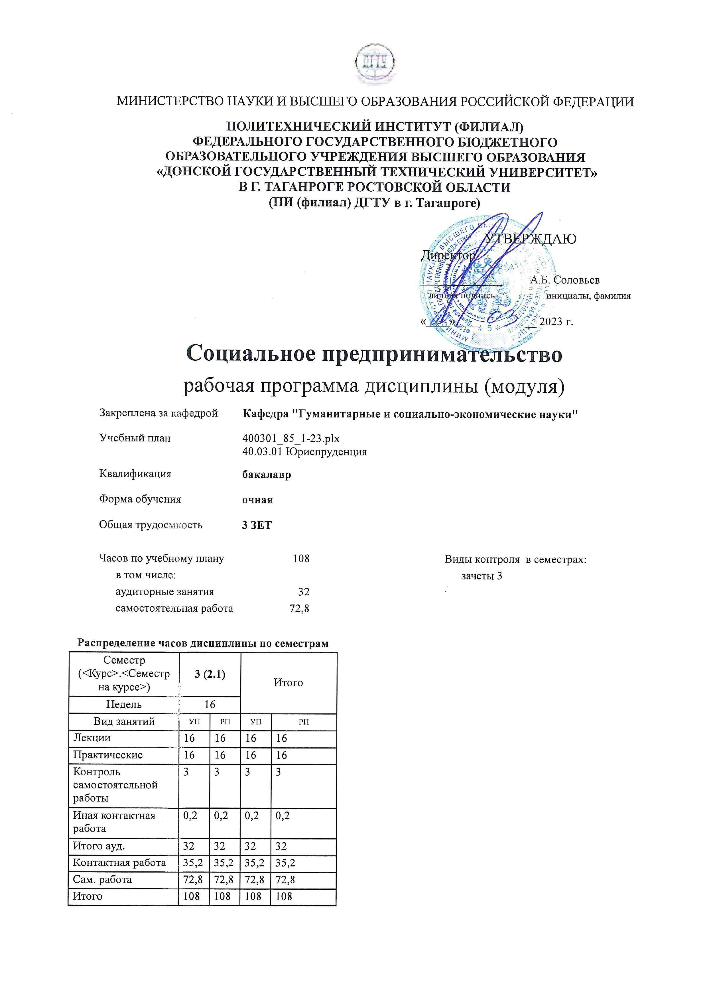 ДГТУ
МИНИСТЕРСТВО НАУКИ И ВЫСШЕГО ОБРАЗОВАНИЯ РОССИЙСКОЙ ФЕДЕРАЦИИ
ПОЛИТЕХНИЧЕСКИЙ ИНСТИТУТ (ФИЛИАЛ)
ФЕДЕРАЛЬНОГО ГОСУДАРСТВЕННОГО БЮДЖЕТНОГО
ОБРАЗОВАТЕЛЬНОГО УЧРЕЖДЕНИЯ ВЫСШЕГО ОБРАЗОВАНИЯ
«ДОНСКОЙ ГОСУДАРСТВЕННЫЙ ТЕХНИЧЕСКИЙ УНИВЕРСИТЕТ»
В Г. ТАГАНРОГЕ РОСТОВСКОЙ ОБЛАСТИ
(ПИ (филиал) ДГТУ в г. Таганроге)
УТВЕРЖДАЮ
Директор
А.Б. Соловьев
личная подпись инициалы, фамилия
«____» 03 2023 г.
Социальное предпринимательство
рабочая программа дисциплины (модуля)
Закреплена за кафедрой Кафедра "Гуманитарные и социально-экономические науки"
Учебный план 400301_85_1-23.plx
40.03.01 Юриспруденция
Квалификация бакалавр
Форма обучения очная
Общая трудоемкость 3 ЗЕТ
Часов по учебному плану 108 Виды контроля в семестрах:
в том числе: зачеты 3
аудиторные занятия 32
самостоятельная работа 72,8
Распределение часов дисциплины по семестрам
Семестр
(<Курс>.<Семестр 3 (2.1) Итого
на курсе>)
Недель 16
Вид занятий УП РП УП РП
Лекции 16 16 16 16
Практические 16 16 16 16
Контроль 3 3 3 3
самостоятельной
работы
Иная контактная 0,2 0,2 0,2 0,2
работа
Итого ауд. 32 32 32 32
Контактная работа 35,2 35,2 35,2 35,2
Сам. работа 72,8 72,8 72,8 72,8
Итого 108 108 108 108